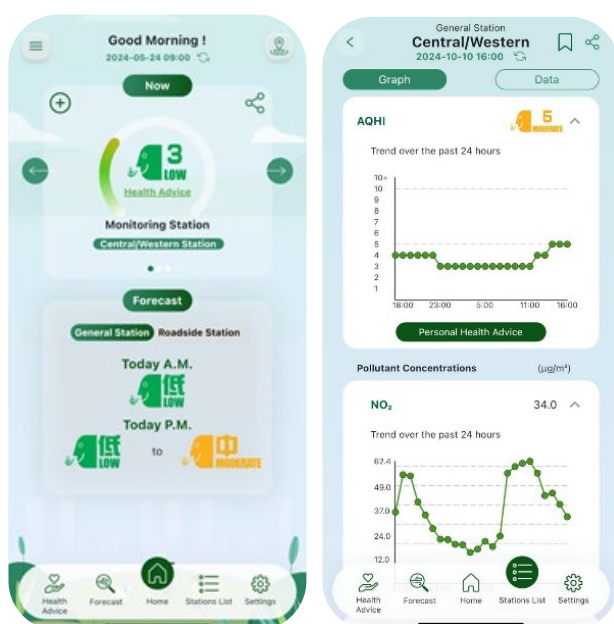 Good Morning !
2024-05-24 09:00
Now
3
LOW
Health Advice
Monitoring Station
Central/Western Station
Forecast
General Station Roadside Station
Today A.M.
低
LOW
Today P.M.
低
LOW
to
中
MODERATE
Health Advice
Forecast
Home
Stations List
Settings
General Station
Central/Western
2024-10-10 16:00
Graph
Data
AQHI
5
MODERATE
Trend over the past 24 hours
10+
10
9
8
7
6
5
4
3
2
1
18:00 23:00 5:00 11:00 16:00
Personal Health Advice
Pollutant Concentrations (µg/m³)
NO₂ 34.0
Trend over the past 24 hours
62.4
49.0
37.0
24.0
12.0
Health Advice
Forecast
Home
Stations List
Settings